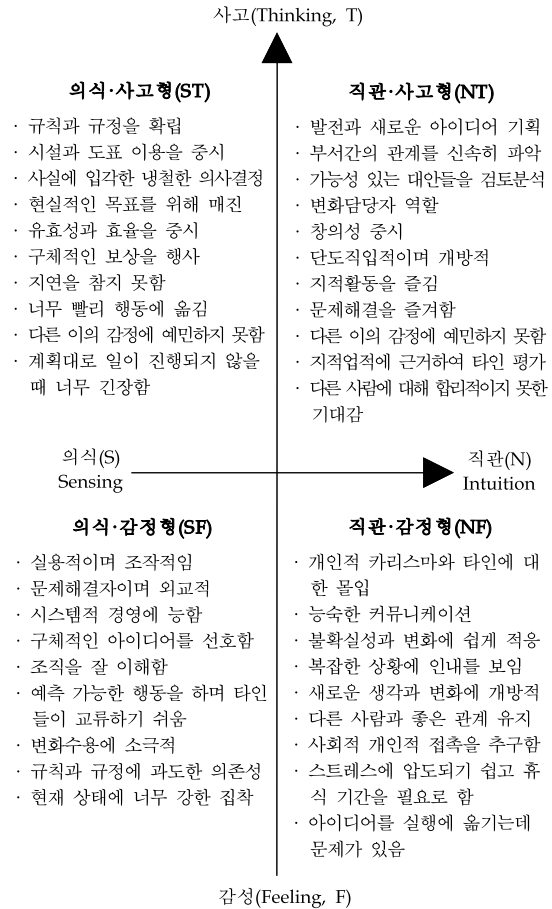 사고(Thinking, T)
의식·사고형(ST)
· 규칙과 규정을 확립
· 시설과 도표 이용을 중시
· 사실에 입각한 냉철한 의사결정
· 현실적인 목표를 위해 매진
· 유효성과 효율을 중시
· 구체적인 보상을 행사
· 지연을 참지 못함
· 너무 빨리 행동에 옮김
· 다른 이의 감정에 예민하지 못함
· 계획대로 일이 진행되지 않을
때 너무 긴장함
직관·사고형(NT)
· 발전과 새로운 아이디어 기획
· 부서간의 관계를 신속히 파악
· 가능성 있는 대안들을 검토분석
· 변화담당자 역할
· 창의성 중시
· 단도직입적이며 개방적
· 지적활동을 즐김
· 문제해결을 즐겨함
· 다른 이의 감정에 예민하지 못함
· 지적업적에 근거하여 타인 평가
· 다른 사람에 대해 합리적이지 못한
기대감
의식(S)
Sensing
직관(N)
Intuition
의식·감정형(SF)
· 실용적이며 조작적임
· 문제해결자이며 외교적
· 시스템적 경영에 능함
· 구체적인 아이디어를 선호함
· 조직을 잘 이해함
· 예측 가능한 행동을 하며 타인
들이 교류하기 쉬움
· 변화수용에 소극적
· 규칙과 규정에 과도한 의존성
· 현재 상태에 너무 강한 집착
직관·감정형(NF)
· 개인적 카리스마와 타인에 대
한 몰입
· 능숙한 커뮤니케이션
· 불확실성과 변화에 쉽게 적응
· 복잡한 상황에 인내를 보임
· 새로운 생각과 변화에 개방적
· 다른 사람과 좋은 관계 유지
· 사회적 개인적 접촉을 추구함
· 스트레스에 압도되기 쉽고 휴
식 기간을 필요로 함
· 아이디어를 실행에 옮기는데
문제가 있음
감성(Feeling, F)